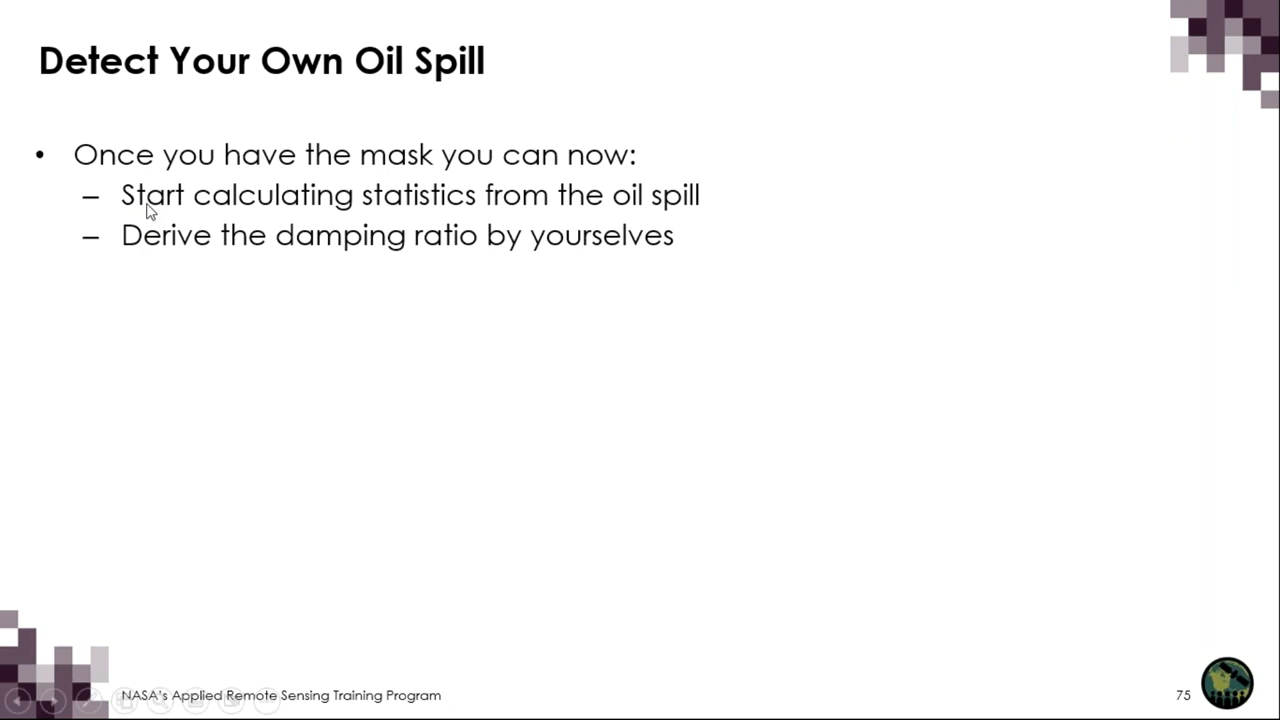 Detect Your Own Oil Spill
• Once you have the mask you can now:
– Start calculating statistics from the oil spill
– Derive the damping ratio by yourselves
NASA's Applied Remote Sensing Training Program
75